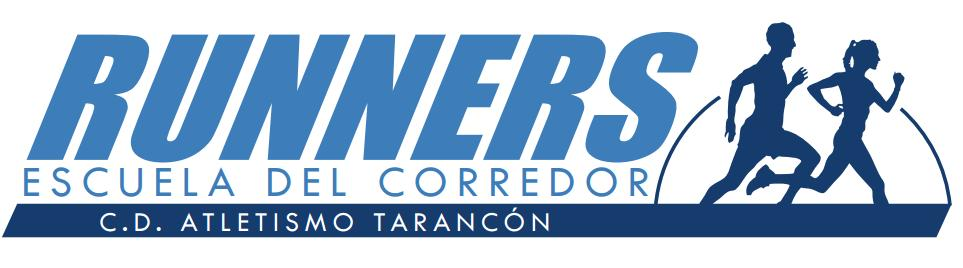 RUNNERS
ESCUELA DEL CORREDOR
C.D. ATLETISMO TARANCÓN